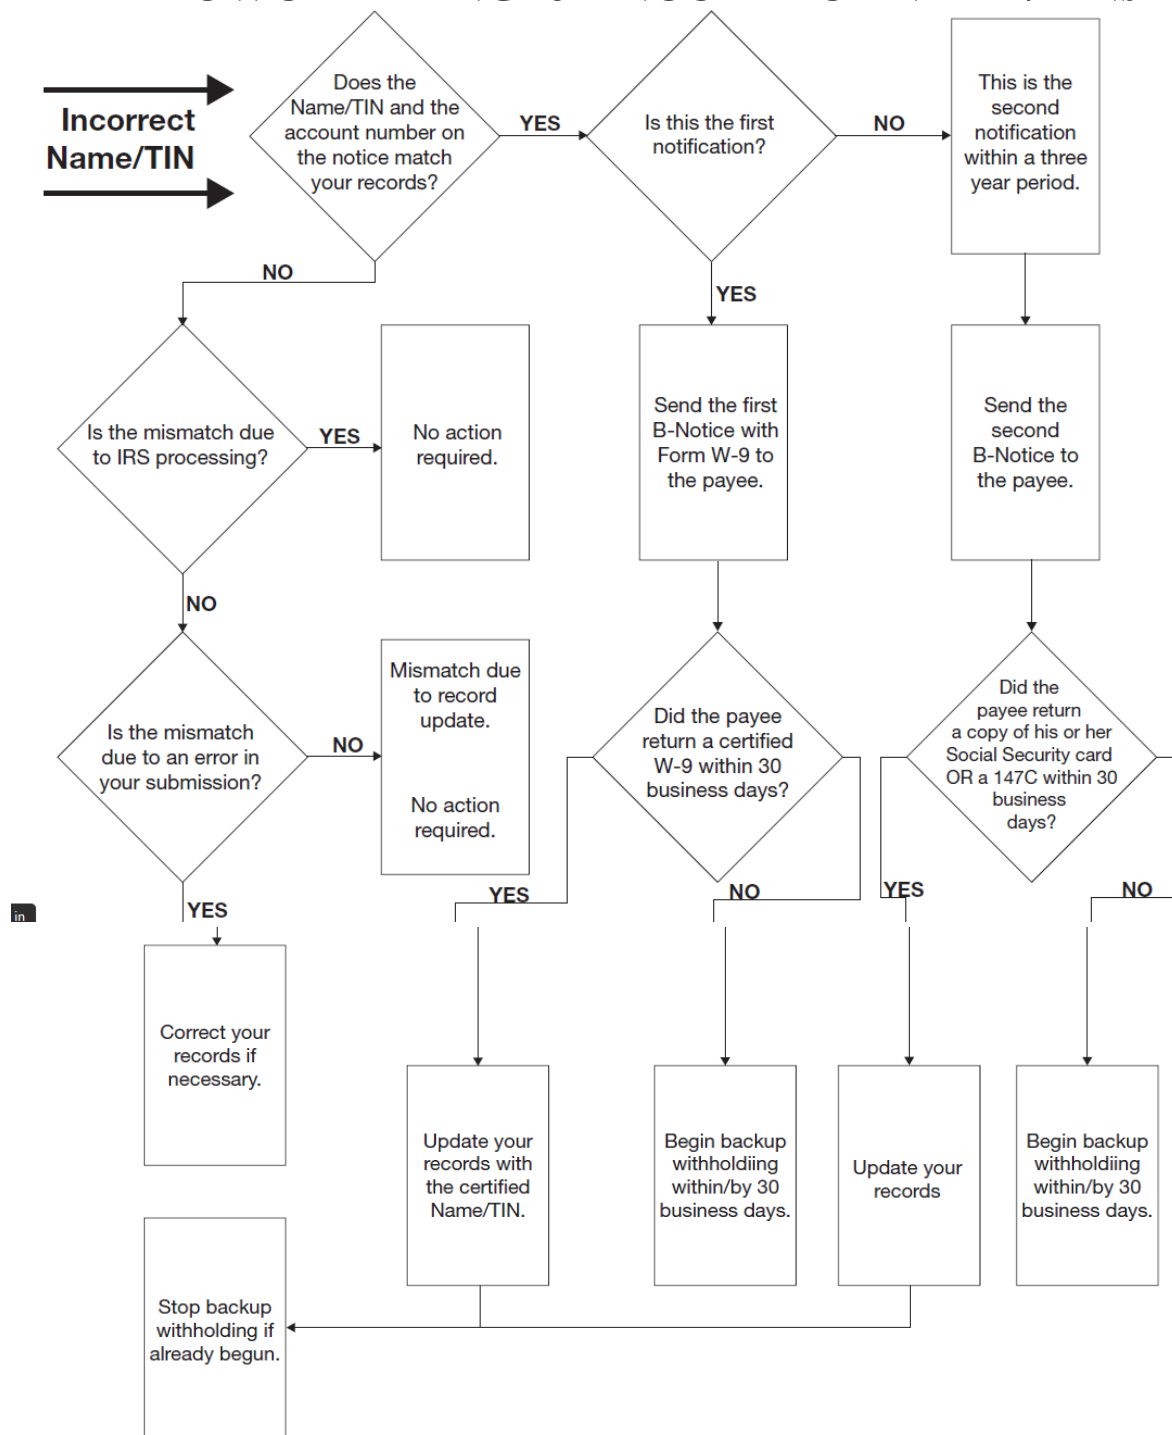 Does the
Name/TIN and the
account number on
the notice match
your records?
Incorrect
Name/TIN
YES
Is this the first
notification?
NO
This is the
second
notification
within a three
year period.
NO
YES
Is the mismatch due
to IRS processing?
YES
No action
required.
Send the first
B-Notice with
Form W-9 to
the payee.
Send the
second
B-Notice to
the payee.
NO
Is the mismatch
due to an error in
your submission?
NO
Mismatch due
to record
update.
No action
required.
Did the payee
return a certified
W-9 within 30
business days?
Did the
payee return
a copy of his or her
Social Security card
OR a 147C within 30
business
days?
YES
YES
NO
YES
NO
in
Correct your
records if
necessary.
Update your
records with
the certified
Name/TIN.
Begin backup
withholdiing
within/by 30
business days.
Update your
records
Begin backup
withholdiing
within/by 30
business days.
Stop backup
withholding if
already begun.